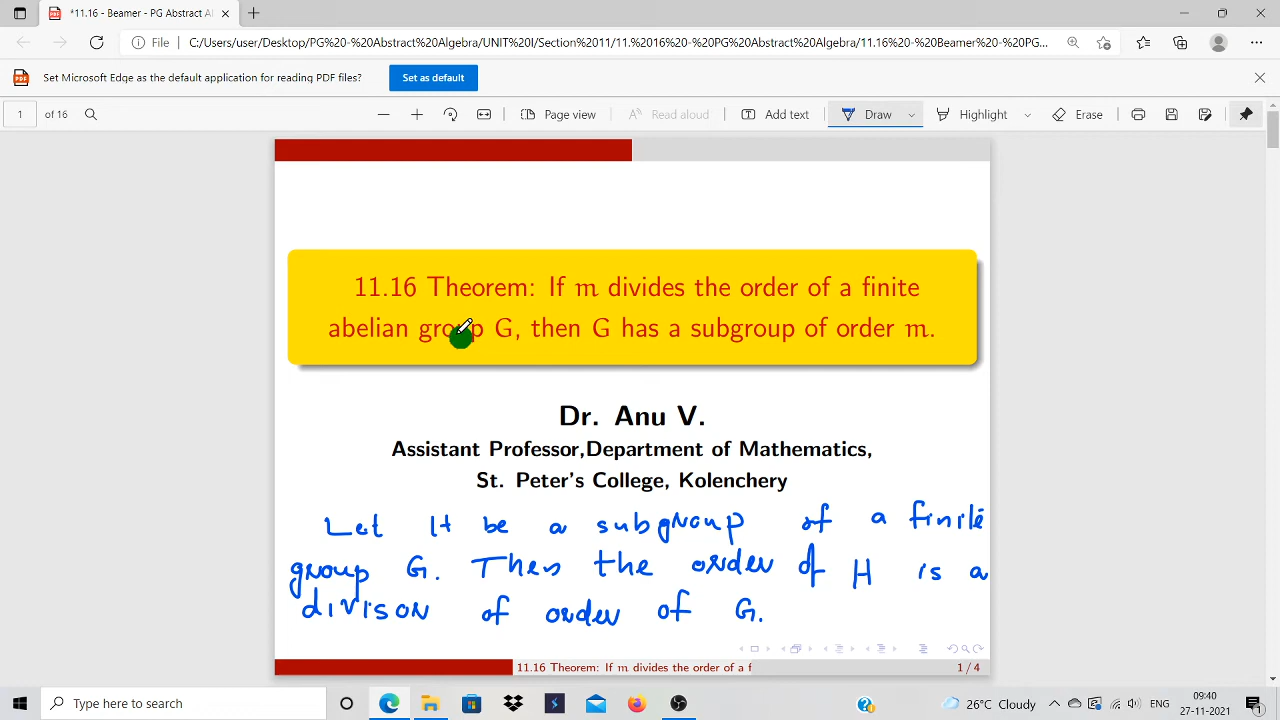 *11.16 - Beamer - PG Abstract Al
File
C:/Users/user/Desktop/PG%20-%20Abstract%20Algebra/UNIT%20I/Section%2011/11.%2016%20-%20PG%20Abstract%20Algebra/11.16%20-%20Beamer%20-%20PG...
Set Microsoft Edge as the default application for reading PDF files?
Set as default
1 of 16
Page view
Read aloud
Add text
Draw
Highlight
Erase
11.16 Theorem: If m divides the order of a finite
abelian group G, then G has a subgroup of order m.
Dr. Anu V.
Assistant Professor,Department of Mathematics,
St. Peter's College, Kolenchery
Let H be a subgroup of a finite
group G. Then the order of H is a
divison of order of G.
11.16 Theorem: If m divides the order of a f
1 / 4
Type here to search
26°C Cloudy
ENG
09:40
27-11-2021